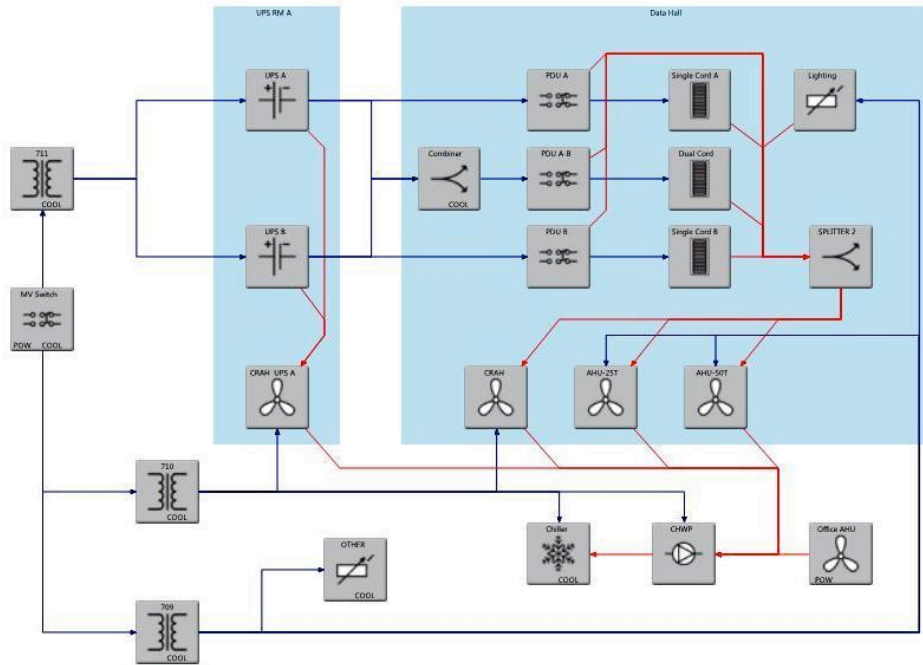 UPS RM A
Data Hall
UPS A
PDU A
Single Cord A
Lighting
711
COOL
Combiner
COOL
PDU A-B
Dual Cord
UPS B
PDU B
Single Cord B
SPLITTER 2
MV Switch
POW COOL
CRAH UPS A
CRAH
AHU-25T
AHU-50T
710
COOL
Chiller
COOL
CHWP
Office AHU
POW
OTHER
COOL
709
COOL